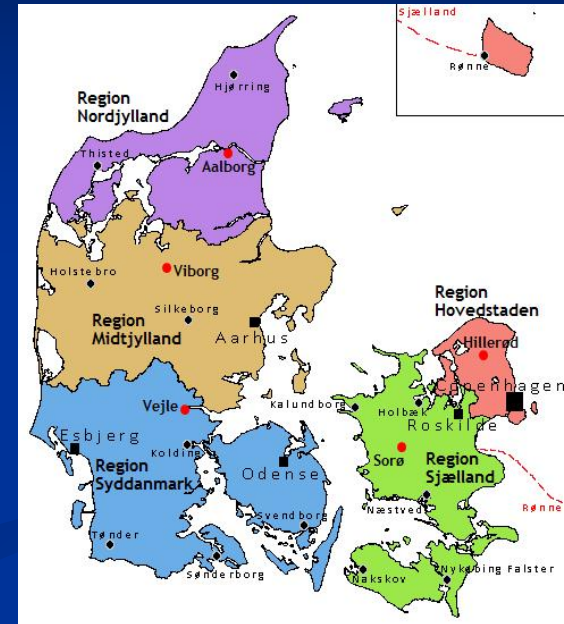 Sjælland
Rønne
Hjørring
Region
Nordjylland
Thisted
Aalborg
Viborg
Holstebro
Silkeborg
Region
Midtjylland
Aarhus
Region
Hovedstaden
Hillerød
Copenhagen
Kalundborg
Holbæk
Roskilde
Vejle
Esbjerg
Kolding
Region
Syddanmark
Odense
Sorø
Region
Sjælland
Næstved
Rønne
Svendborg
Tønder
Sønderborg
Nakskov
Nykøbing Falster